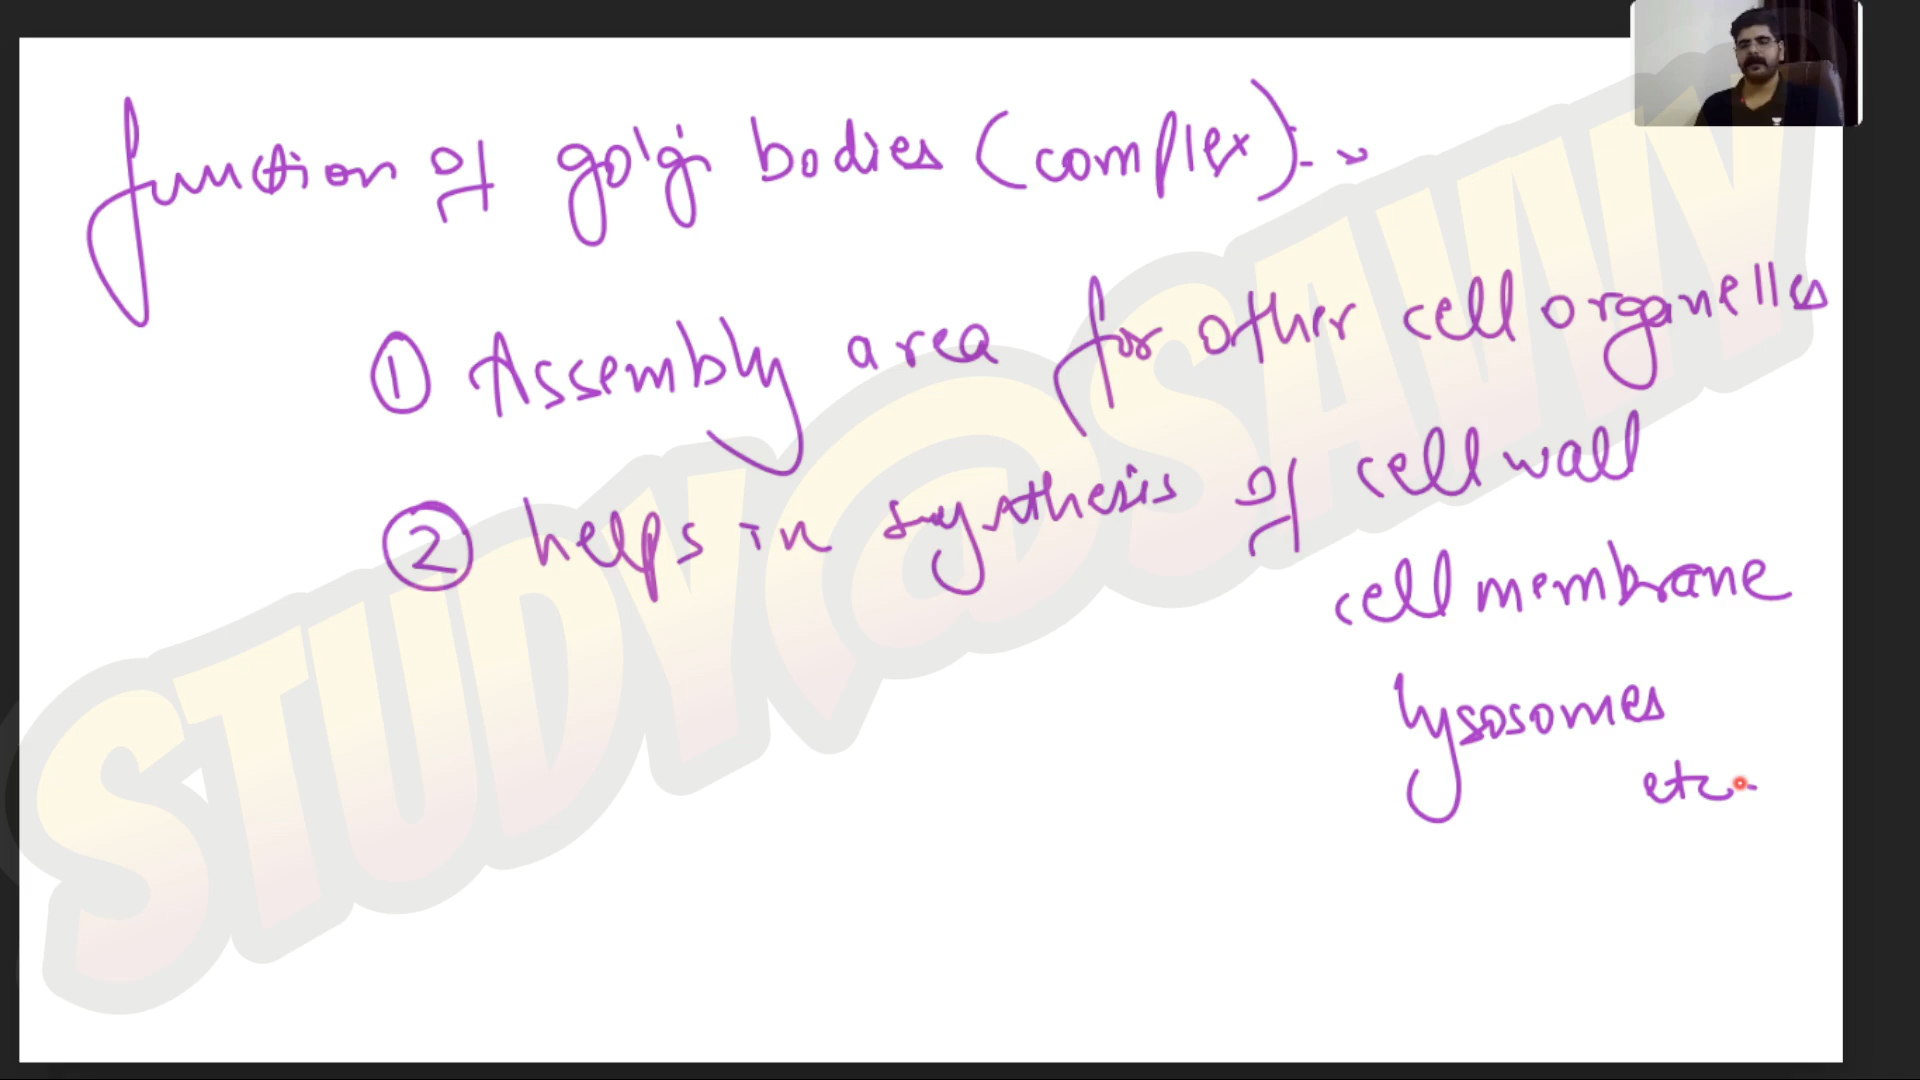 function of golgi bodies (complex):-
① Assembly area for other cell organelles
② helps in synthesis of cell wall
cell membrane
lysosomes
etc.
STUDY@SAVVY